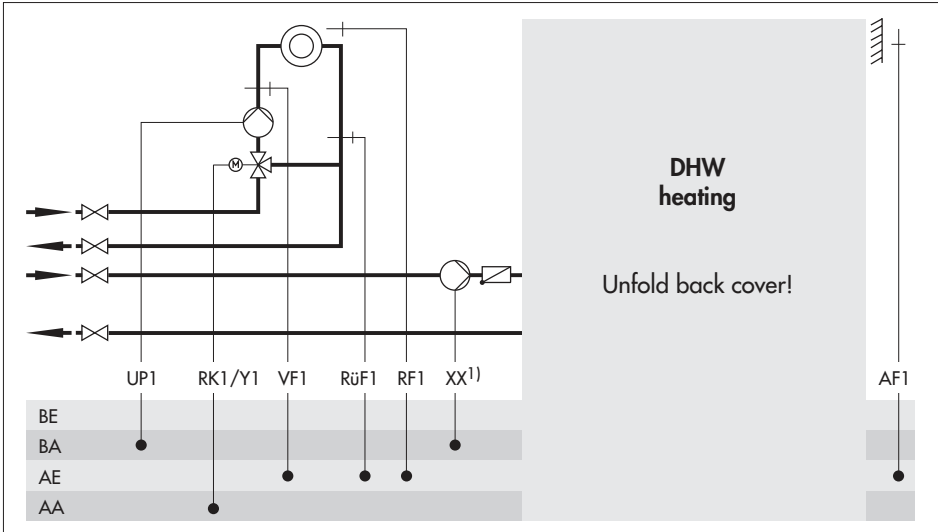 M
DHW
heating
Unfold back cover!
UP1 RK1/Y1 VF1 RüF1 RF1 XX1) AF1
BE
BA
AE
AA